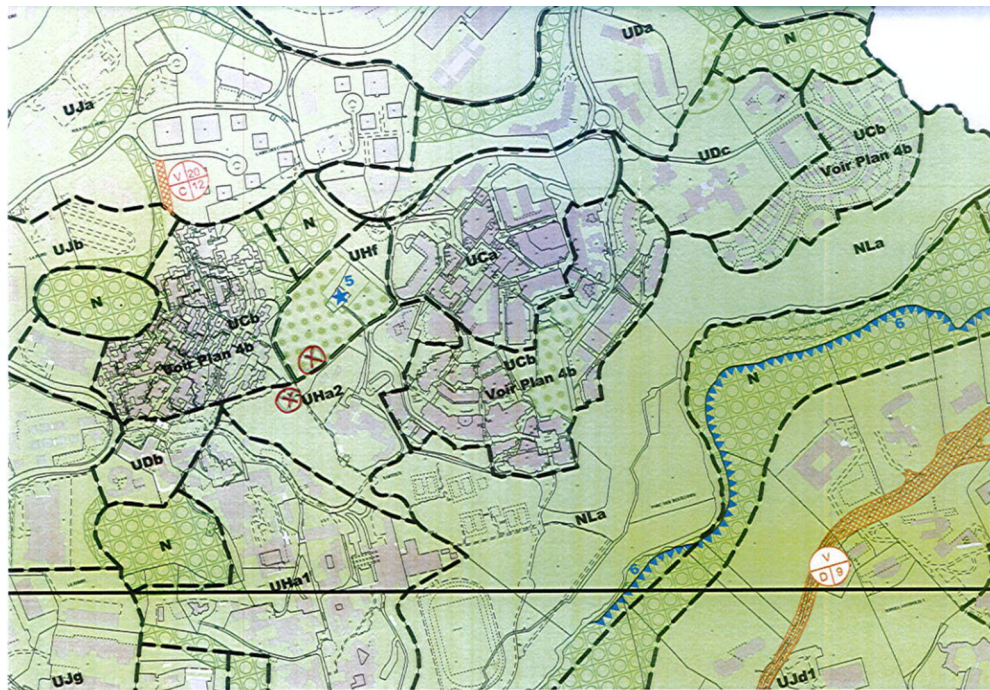 UDa
N
UJa
UCb
Voir Plan 4b
UDc
V 20
C 12
N
UJb
UHf
5
UCa
NLa
N
UCb
Voir Plan 4b
6
UCb
Voir Plan 4b
N
UHa2
UDb
NLa
N
6
V
D 9
UHa1
UJg
UJd1